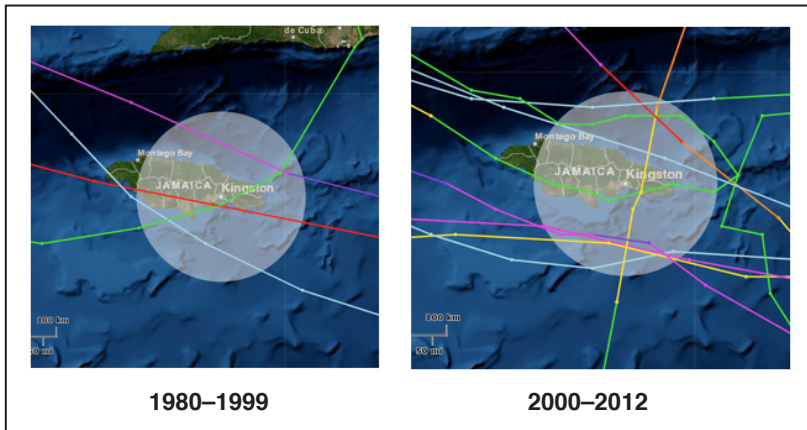 de Cuba
Montego Bay
JAMAICA
Kingston
100 km
50 mi
1980–1999
Montego Bay
JAMAICA
Kingston
100 km
50 mi
2000–2012